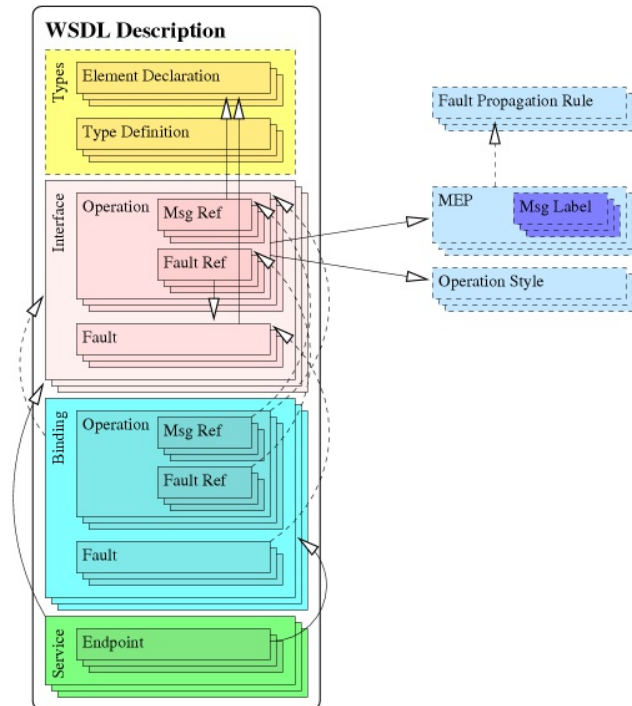 WSDL Description
Types
Element Declaration
Type Definition
Interface
Operation
Msg Ref
Fault Ref
Fault
Binding
Operation
Msg Ref
Fault Ref
Fault
Service
Endpoint
Fault Propagation Rule
MEP
Msg Label
Operation Style